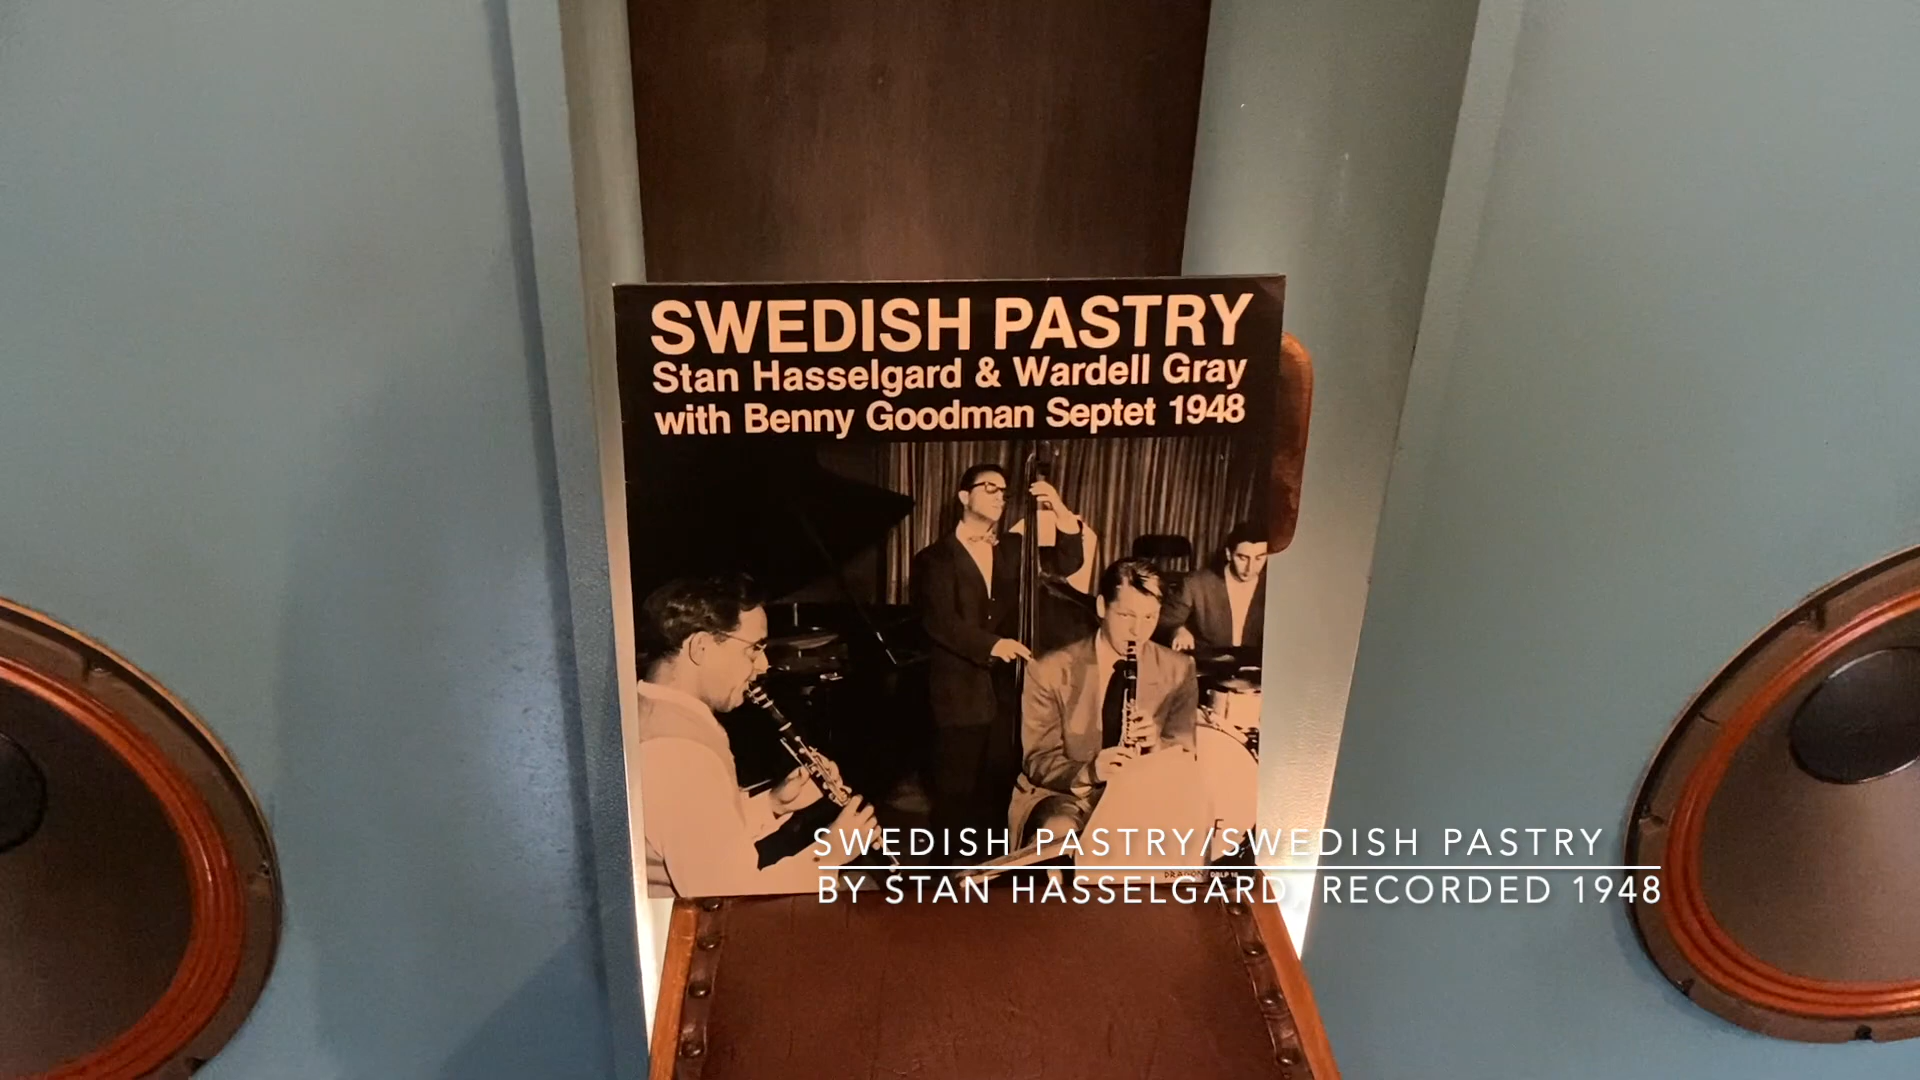 SWEDISH PASTRY
Stan Hasselgard & Wardell Gray
with Benny Goodman Septet 1948
SWEDISH PASTRY/SWEDISH PASTRY
DRAGON
BY STAN HASSELGARD, RECORDED 1948